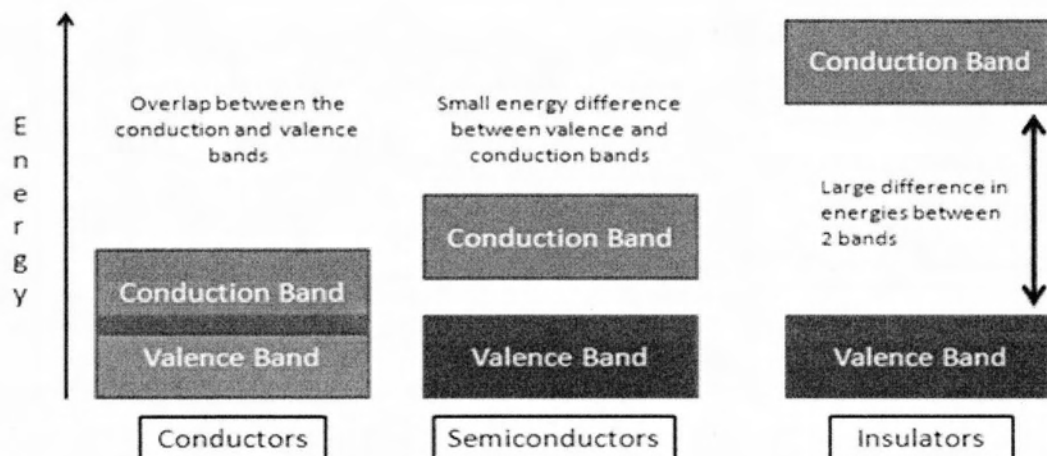 Energy
Overlap between the
conduction and valence
bands
Conduction Band
Valence Band
Conductors
Small energy difference
between valence and
conduction bands
Conduction Band
Valence Band
Semiconductors
Conduction Band
Large difference in
energies between
2 bands
Valence Band
Insulators